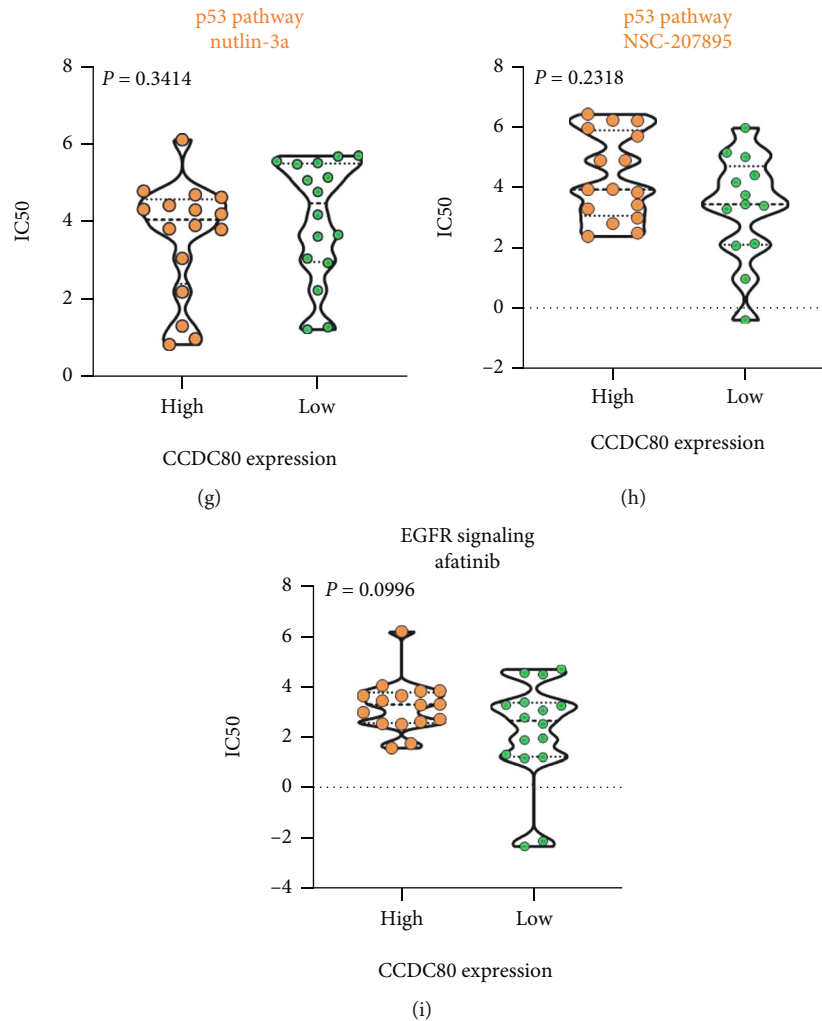 p53 pathway
nutlin-3a
8
6
4
2
0
IC50
P = 0.3414
High
Low
CCDC80 expression
(g)
p53 pathway
NSC-207895
8
6
4
2
0
–2
IC50
P = 0.2318
High
Low
CCDC80 expression
(h)
EGFR signaling
afatinib
8
6
4
2
0
–2
–4
IC50
P = 0.0996
High
Low
CCDC80 expression
(i)